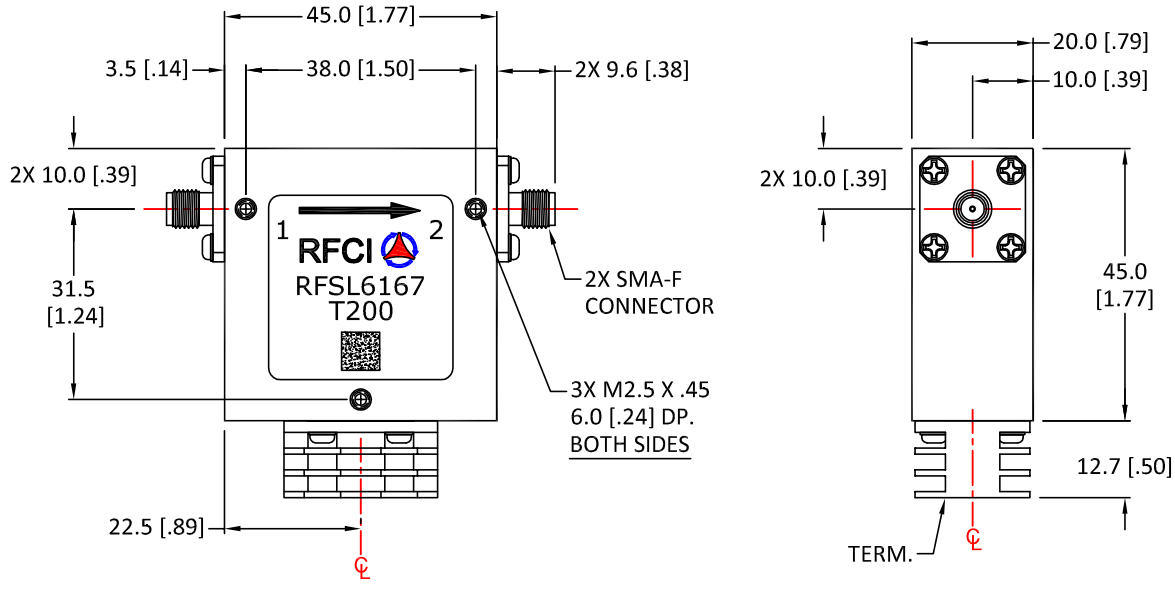 45.0 [1.77]
3.5 [.14]
38.0 [1.50]
2X 9.6 [.38]
2X 10.0 [.39]
1
2
RFCI
RFSL6167
T200
31.5
[1.24]
2X SMA-F
CONNECTOR
3X M2.5 X .45
6.0 [.24] DP.
BOTH SIDES
22.5 [.89]
℄
20.0 [.79]
10.0 [.39]
2X 10.0 [.39]
45.0
[1.77]
12.7 [.50]
TERM.
℄